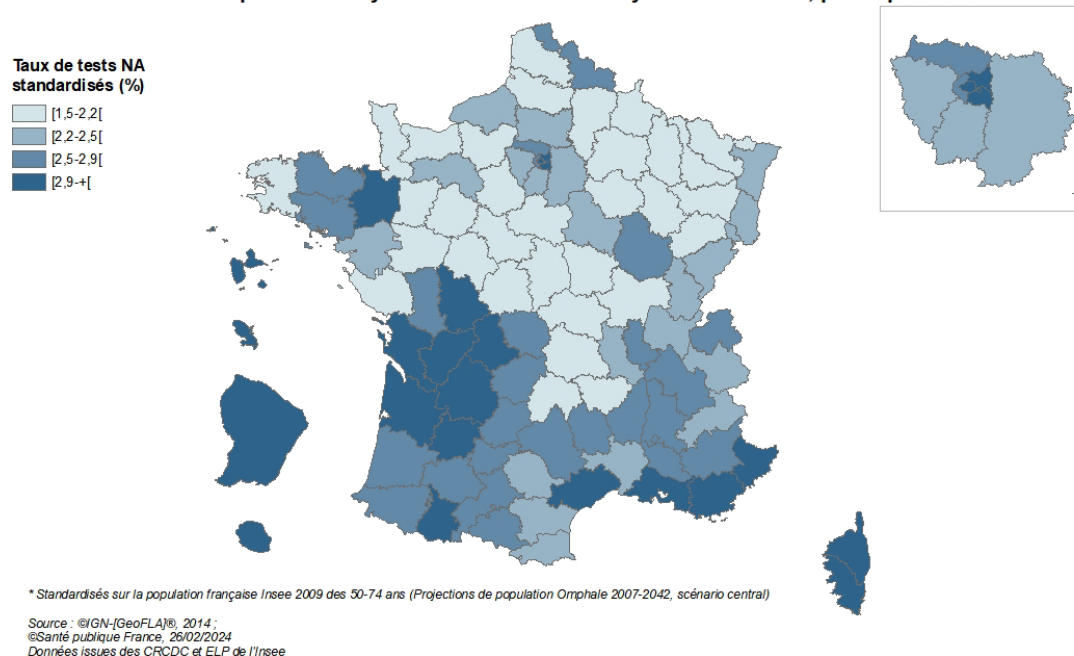 Taux de tests NA
standardisés (%)
[1,5-2,2[
[2,2-2,5[
[2,5-2,9[
[2,9-+[
* Standardisés sur la population française Insee 2009 des 50-74 ans (Projections de population Omphale 2007-2042, scénario central)
Source : ©IGN-[GeoFLA]®, 2014 ;
©Santé publique France, 26/02/2024
Données issues des CRCDC et ELP de l'Insee